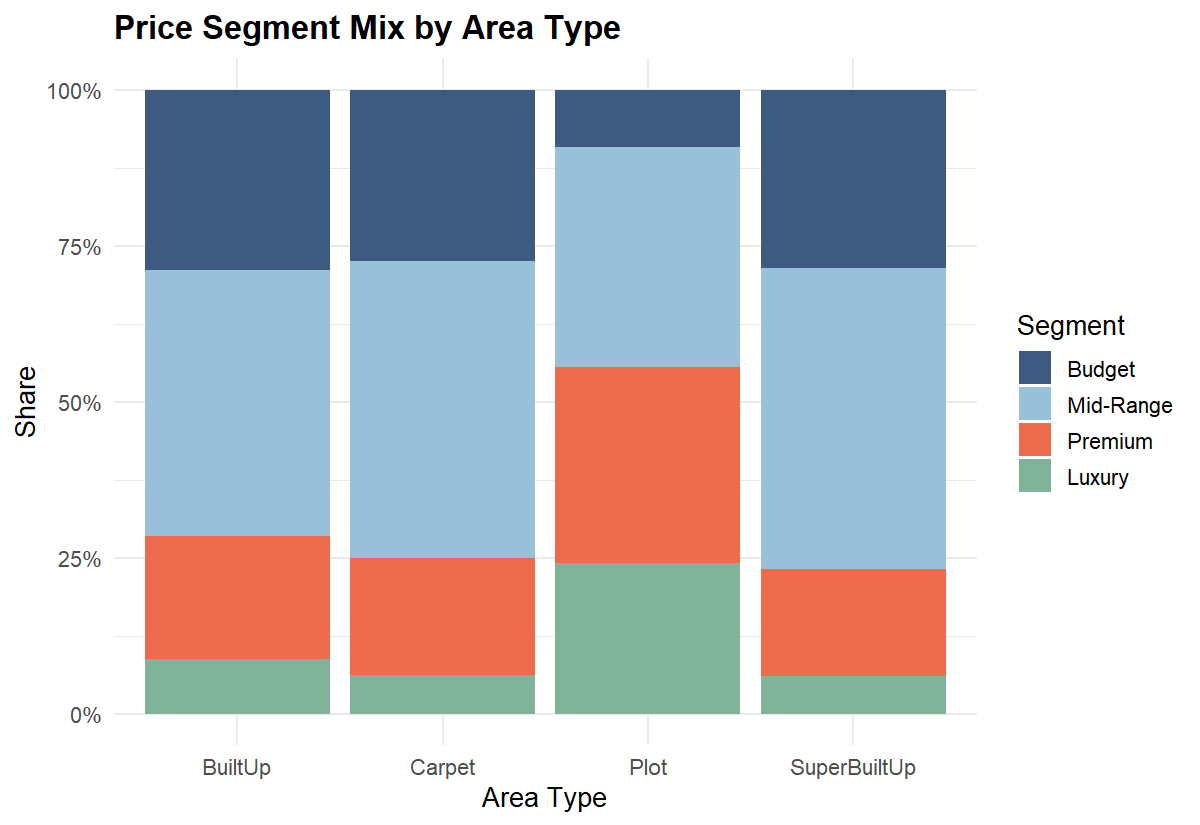 Price Segment Mix by Area Type
100%
75%
50%
25%
0%
Share
BuiltUp
Carpet
Plot
SuperBuiltUp
Area Type
Segment
Budget
Mid-Range
Premium
Luxury